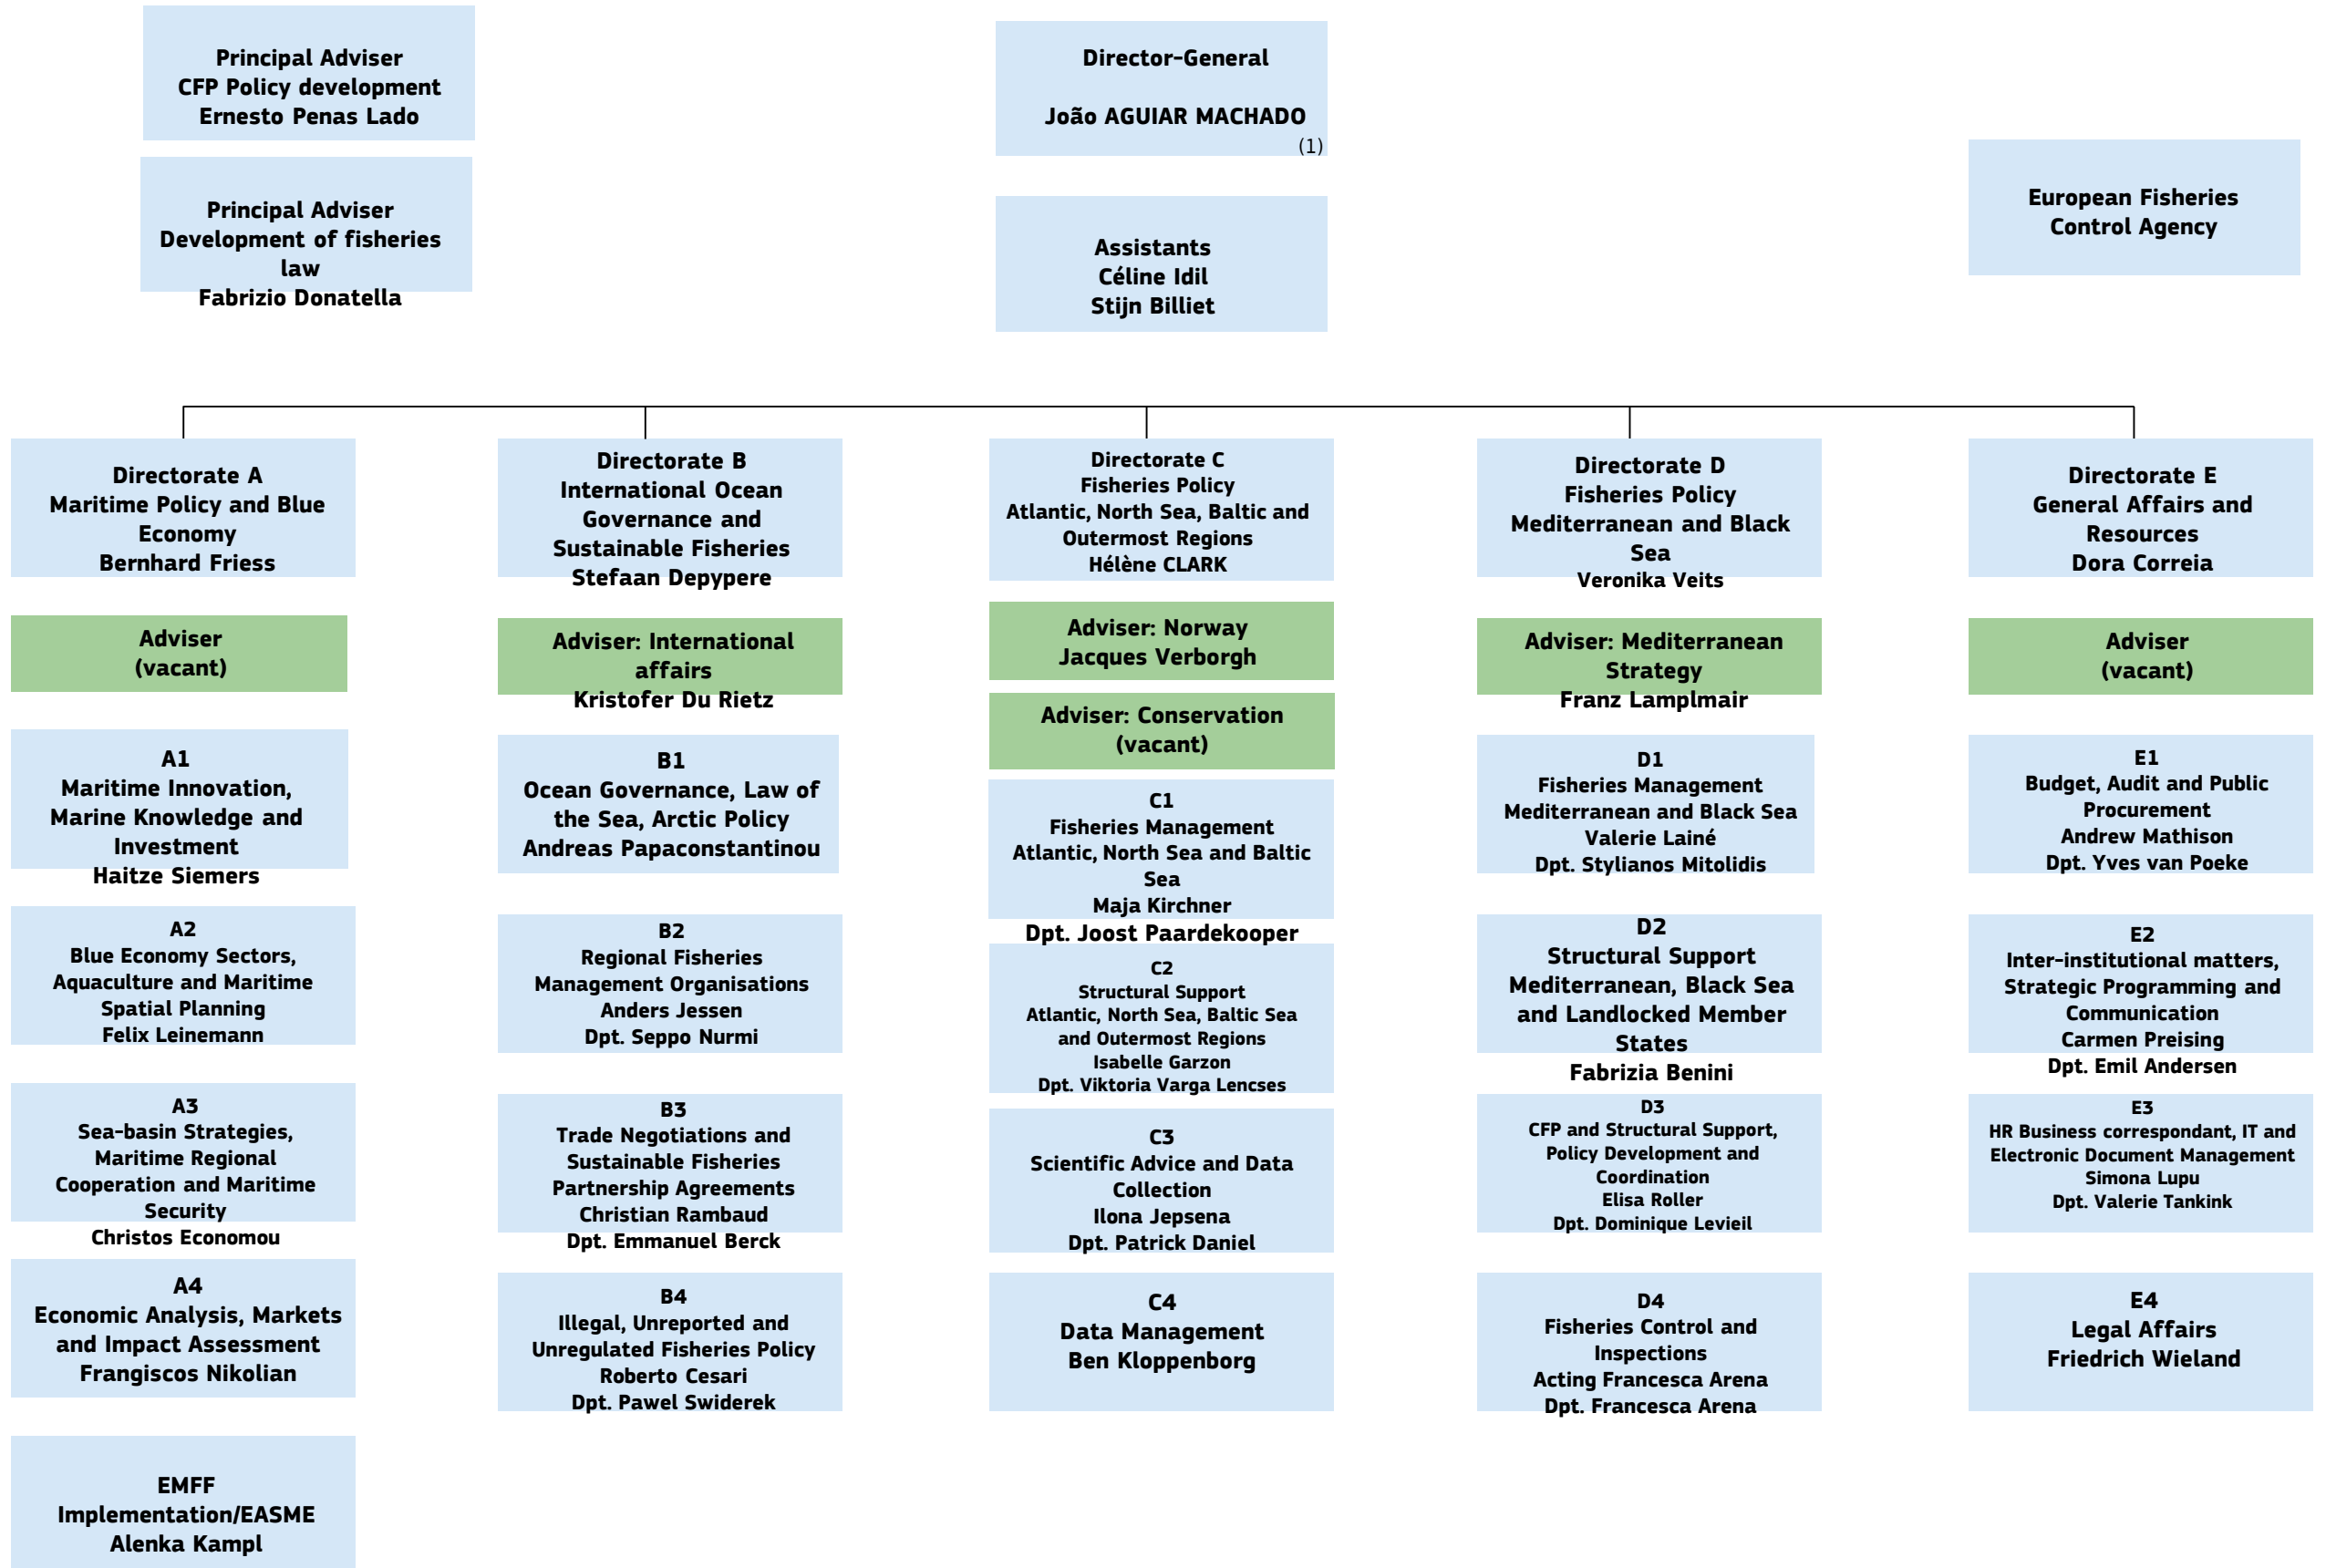 Principal Adviser
CFP Policy development
Ernesto Penas Lado
Principal Adviser
Development of fisheries
law
Fabrizio Donatella
Director-General
João AGUIAR MACHADO
(1)
Assistants
Céline Idil
Stijn Billiet
European Fisheries
Control Agency
Directorate A
Maritime Policy and Blue
Economy
Bernhard Friess
Adviser
(vacant)
A1
Maritime Innovation,
Marine Knowledge and
Investment
Haitze Siemers
A2
Blue Economy Sectors,
Aquaculture and Maritime
Spatial Planning
Felix Leinemann
A3
Sea-basin Strategies,
Maritime Regional
Cooperation and Maritime
Security
Christos Economou
A4
Economic Analysis, Markets
and Impact Assessment
Frangiscos Nikolian
EMFF
Implementation/EASME
Alenka Kampl
Directorate B
International Ocean
Governance and
Sustainable Fisheries
Stefaan Depypere
Adviser: International
affairs
Kristofer Du Rietz
B1
Ocean Governance, Law of
the Sea, Arctic Policy
Andreas Papaconstantinou
B2
Regional Fisheries
Management Organisations
Anders Jessen
Dpt. Seppo Nurmi
B3
Trade Negotiations and
Sustainable Fisheries
Partnership Agreements
Christian Rambaud
Dpt. Emmanuel Berck
B4
Illegal, Unreported and
Unregulated Fisheries Policy
Roberto Cesari
Dpt. Pawel Swiderek
Directorate C
Fisheries Policy
Atlantic, North Sea, Baltic and
Outermost Regions
Hélène CLARK
Adviser: Norway
Jacques Verborgh
Adviser: Conservation
(vacant)
C1
Fisheries Management
Atlantic, North Sea and Baltic
Sea
Maja Kirchner
Dpt. Joost Paardekooper
C2
Structural Support
Atlantic, North Sea, Baltic Sea
and Outermost Regions
Isabelle Garzon
Dpt. Viktoria Varga Lencses
C3
Scientific Advice and Data
Collection
Ilona Jepsena
Dpt. Patrick Daniel
C4
Data Management
Ben Kloppenborg
Directorate D
Fisheries Policy
Mediterranean and Black
Sea
Veronika Veits
Adviser: Mediterranean
Strategy
Franz Lamplmair
D1
Fisheries Management
Mediterranean and Black Sea
Valerie Lainé
Dpt. Stylianos Mitolidis
D2
Structural Support
Mediterranean, Black Sea
and Landlocked Member
States
Fabrizia Benini
D3
CFP and Structural Support,
Policy Development and
Coordination
Elisa Roller
Dpt. Dominique Levieil
D4
Fisheries Control and
Inspections
Acting Francesca Arena
Dpt. Francesca Arena
Directorate E
General Affairs and
Resources
Dora Correia
Adviser
(vacant)
E1
Budget, Audit and Public
Procurement
Andrew Mathison
Dpt. Yves van Poeke
E2
Inter-institutional matters,
Strategic Programming and
Communication
Carmen Preising
Dpt. Emil Andersen
E3
HR Business correspondant, IT and
Electronic Document Management
Simona Lupu
Dpt. Valerie Tankink
E4
Legal Affairs
Friedrich Wieland